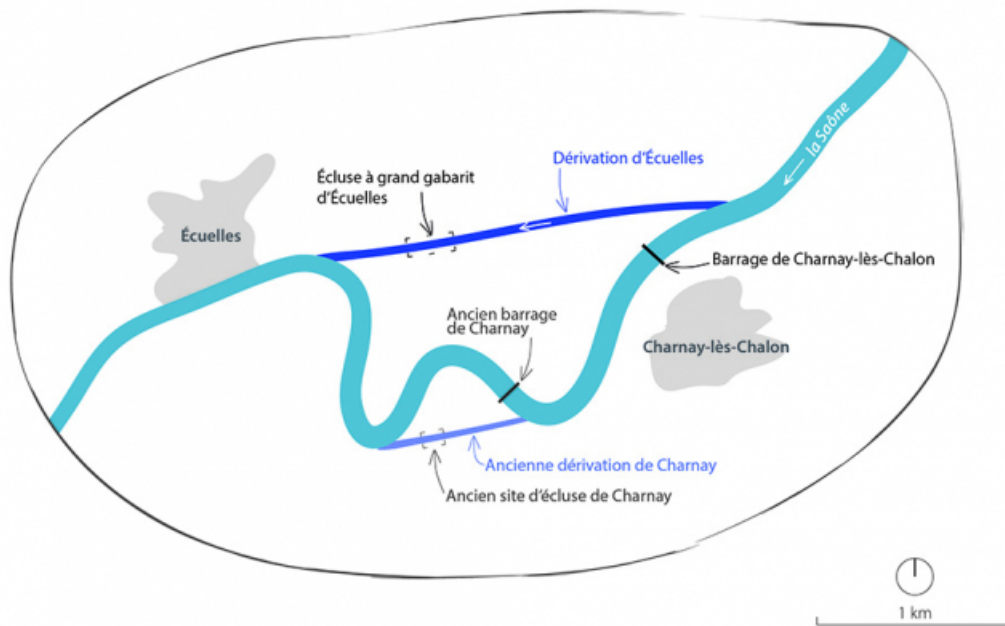 la Saône
Dérivation d'Écuelles
Écluse à grand gabarit
d'Écuelles
Écuelles
Barrage de Charnay-lès-Chalon
Ancien barrage
de Charnay
Charnay-lès-Chalon
Ancienne dérivation de Charnay
Ancien site d'écluse de Charnay
1 km